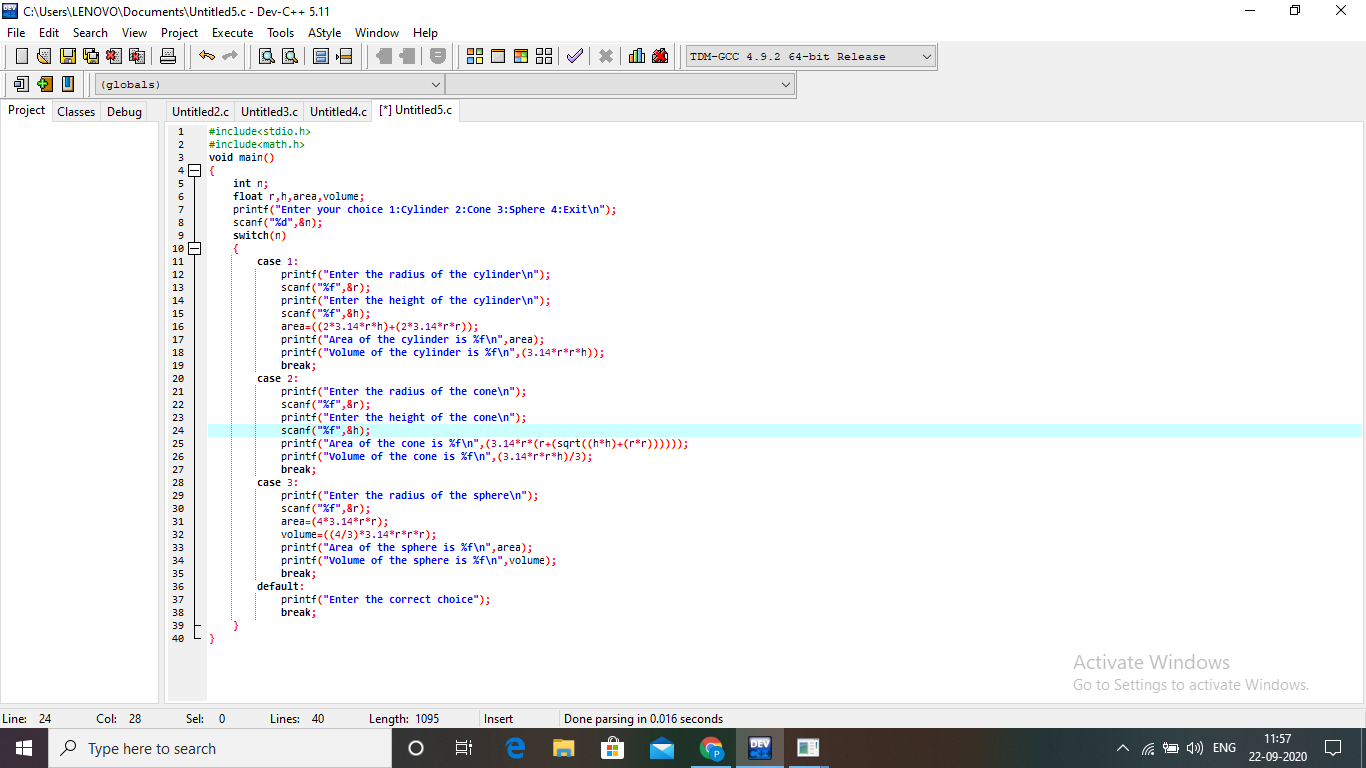 C:\Users\LENOVO\Documents\Untitled5.c - Dev-C++ 5.11
File Edit Search View Project Execute Tools AStyle Window Help
TDM-GCC 4.9.2 64-bit Release
(globals)
Project Classes Debug
Untitled2.c Untitled3.c Untitled4.c [*] Untitled5.c
1 #include<stdio.h>
2 #include<math.h>
3 void main()
4 {
5 int n;
6 float r,h,area,volume;
7 printf("Enter your choice 1:Cylinder 2:Cone 3:Sphere 4:Exit\n");
8 scanf("%d",&n);
9 switch(n)
10 {
11 case 1:
12 printf("Enter the radius of the cylinder\n");
13 scanf("%f",&r);
14 printf("Enter the height of the cylinder\n");
15 scanf("%f",&h);
16 area=((2*3.14*r*h)+(2*3.14*r*r));
17 printf("Area of the cylinder is %f\n",area);
18 printf("Volume of the cylinder is %f\n",(3.14*r*r*h));
19 break;
20 case 2:
21 printf("Enter the radius of the cone\n");
22 scanf("%f",&r);
23 printf("Enter the height of the cone\n");
24 scanf("%f",&h);
25 printf("Area of the cone is %f\n",(3.14*r*(r+(sqrt((h*h)+(r*r))))));
26 printf("Volume of the cone is %f\n",(3.14*r*r*h)/3);
27 break;
28 case 3:
29 printf("Enter the radius of the sphere\n");
30 scanf("%f",&r);
31 area=(4*3.14*r*r);
32 volume=((4/3)*3.14*r*r*r);
33 printf("Area of the sphere is %f\n",area);
34 printf("Volume of the sphere is %f\n",volume);
35 break;
36 default:
37 printf("Enter the correct choice");
38 break;
39 }
40 }
Activate Windows
Go to Settings to activate Windows.
Line: 24 Col: 28 Sel: 0 Lines: 40 Length: 1095 Insert Done parsing in 0.016 seconds
Type here to search
DEV
P
ENG
11:57
22-09-2020